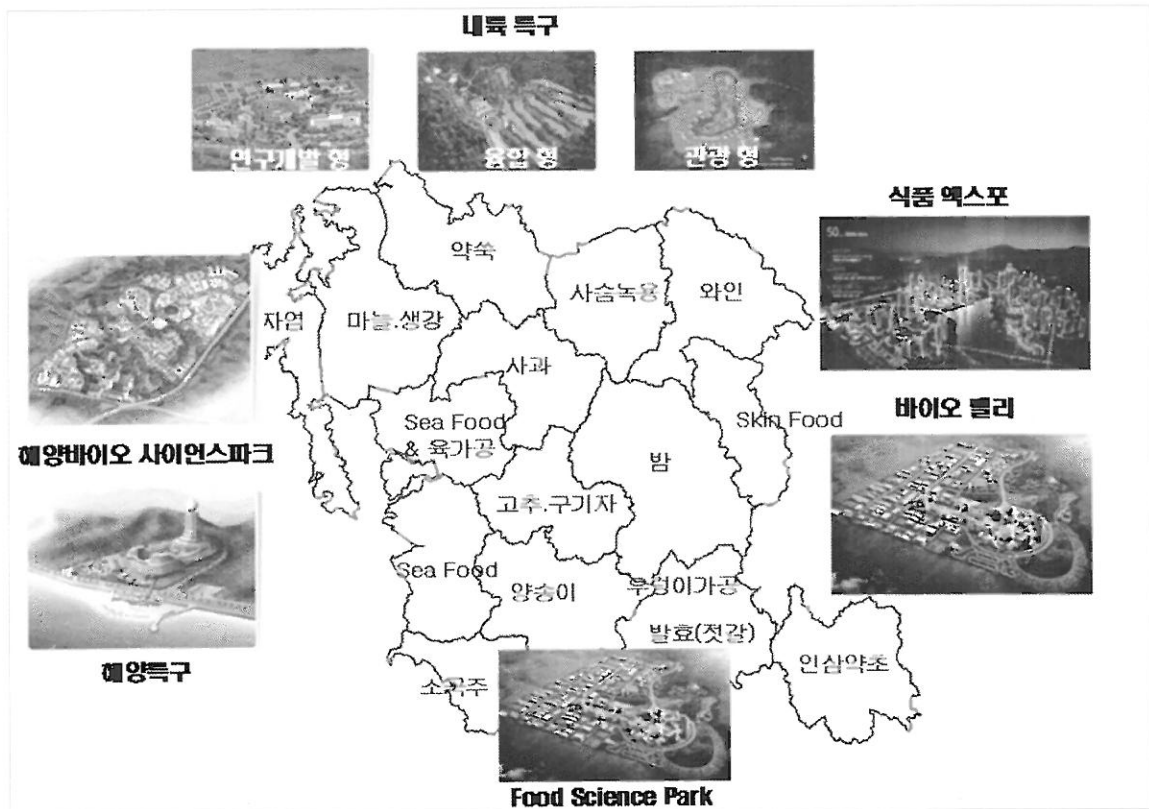 내륙 특구
연구개발 형
융합 형
관광 형
식품 엑스포
50
약쑥
사슴녹용
와인
자염
마늘.생강
사과
바이오 밸리
Sea Food
& 육가공
Skin Food
해양바이오 사이언스파크
밤
고추.구기자
Sea Food
양송이
우렁이가공
발효(젓갈)
인삼약초
해양특구
소곡주
Food Science Park